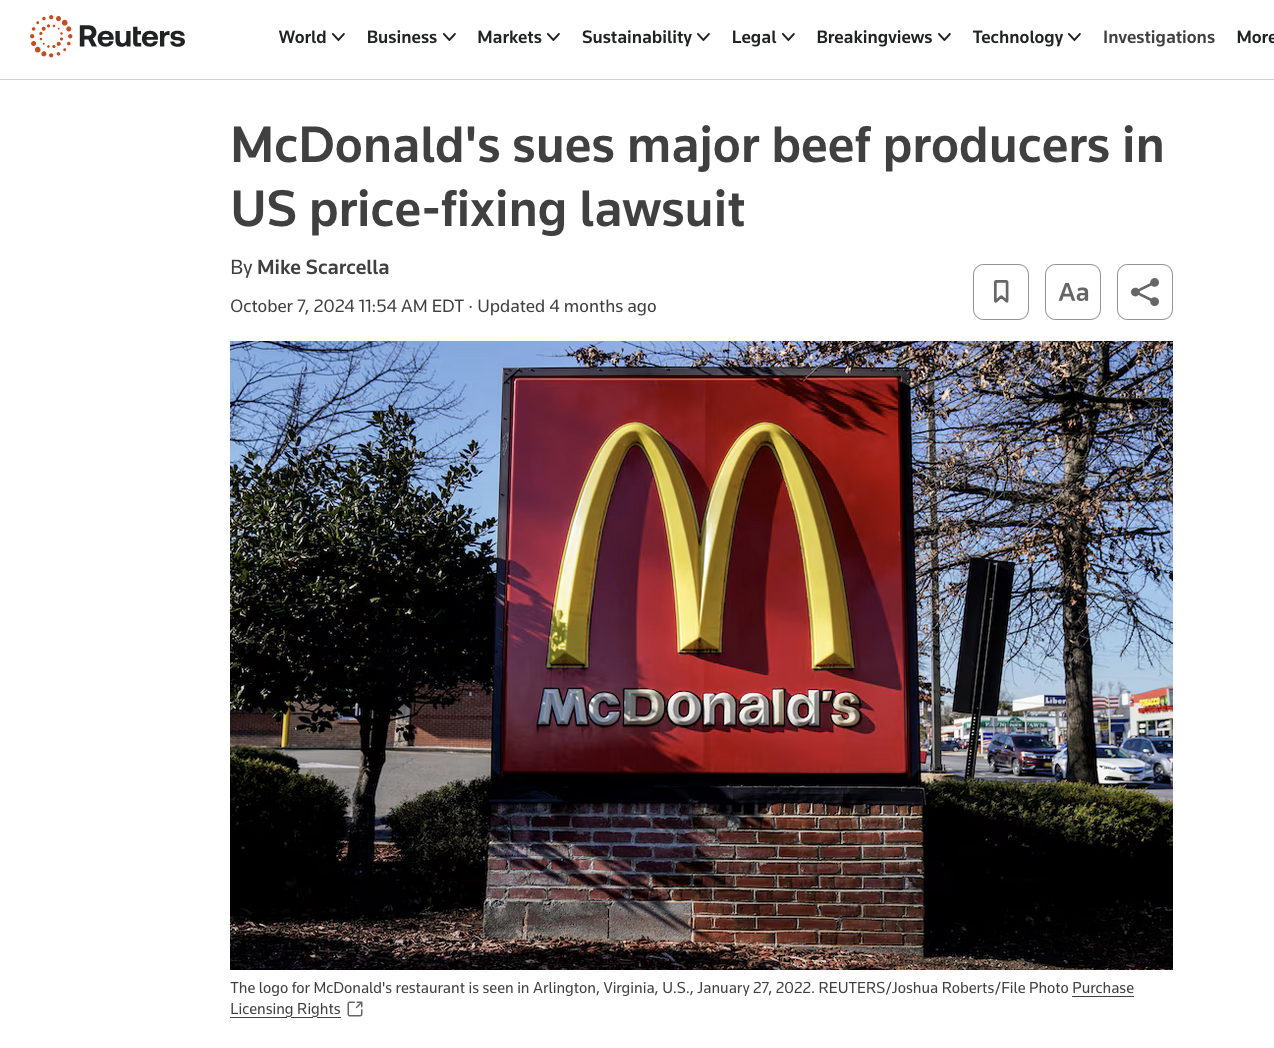 Reuters
World Business Markets Sustainability Legal Breakingviews Technology Investigations More
McDonald's sues major beef producers in
US price-fixing lawsuit
By Mike Scarcella
October 7, 2024 11:54 AM EDT · Updated 4 months ago
Aa
McDonald's
Liber
TOBACCO
The logo for McDonald's restaurant is seen in Arlington, Virginia, U.S., January 27, 2022. REUTERS/Joshua Roberts/File Photo Purchase
Licensing Rights